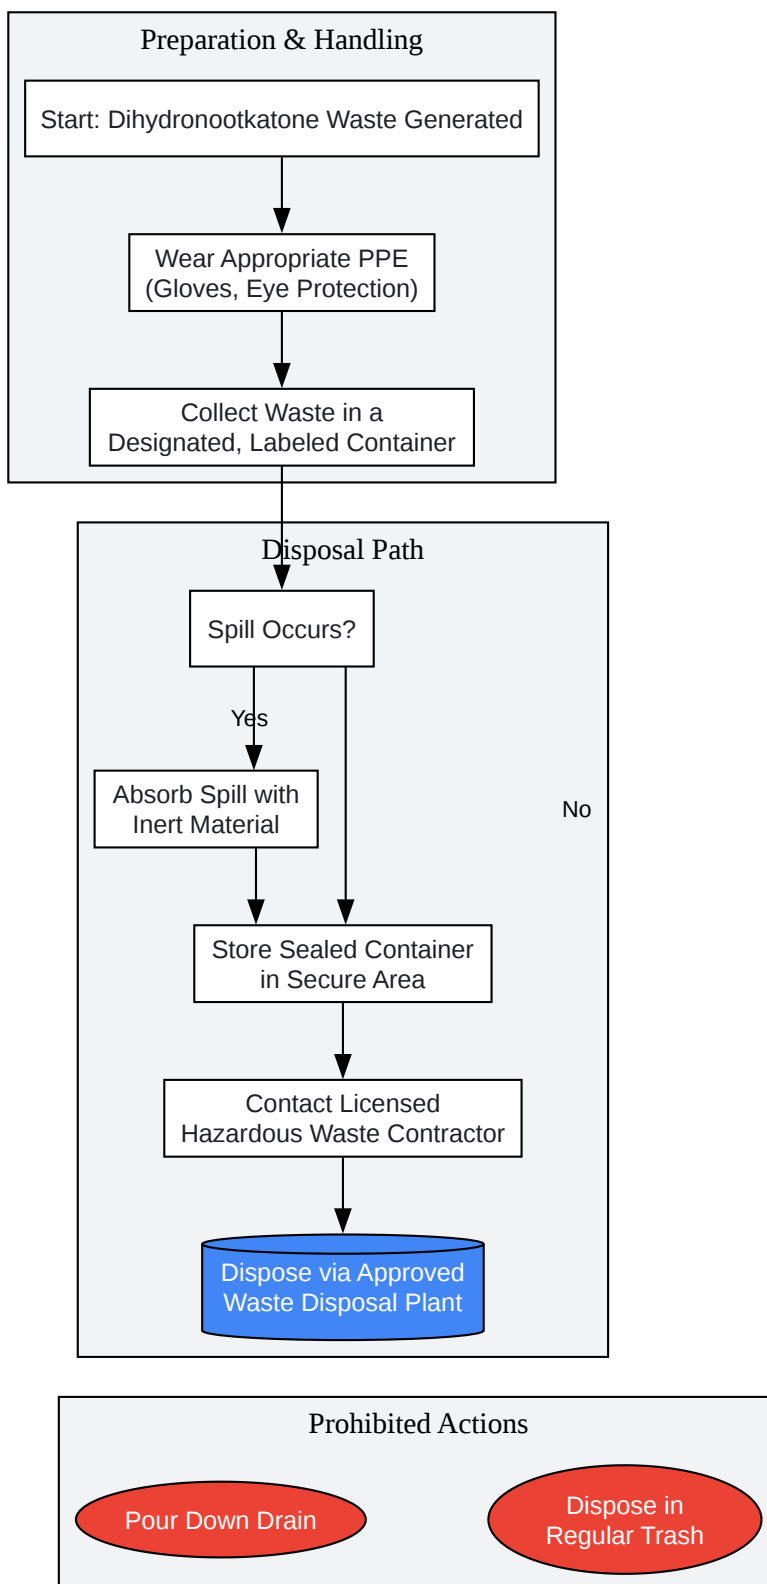 Preparation & Handling
Start: Dihydronootkatone Waste Generated
Wear Appropriate PPE
(Gloves, Eye Protection)
Collect Waste in a
Designated, Labeled Container
Disposal Path
Spill Occurs?
Yes
Absorb Spill with
Inert Material
No
Store Sealed Container
in Secure Area
Contact Licensed
Hazardous Waste Contractor
Dispose via Approved
Waste Disposal Plant
Prohibited Actions
Pour Down Drain
Dispose in
Regular Trash